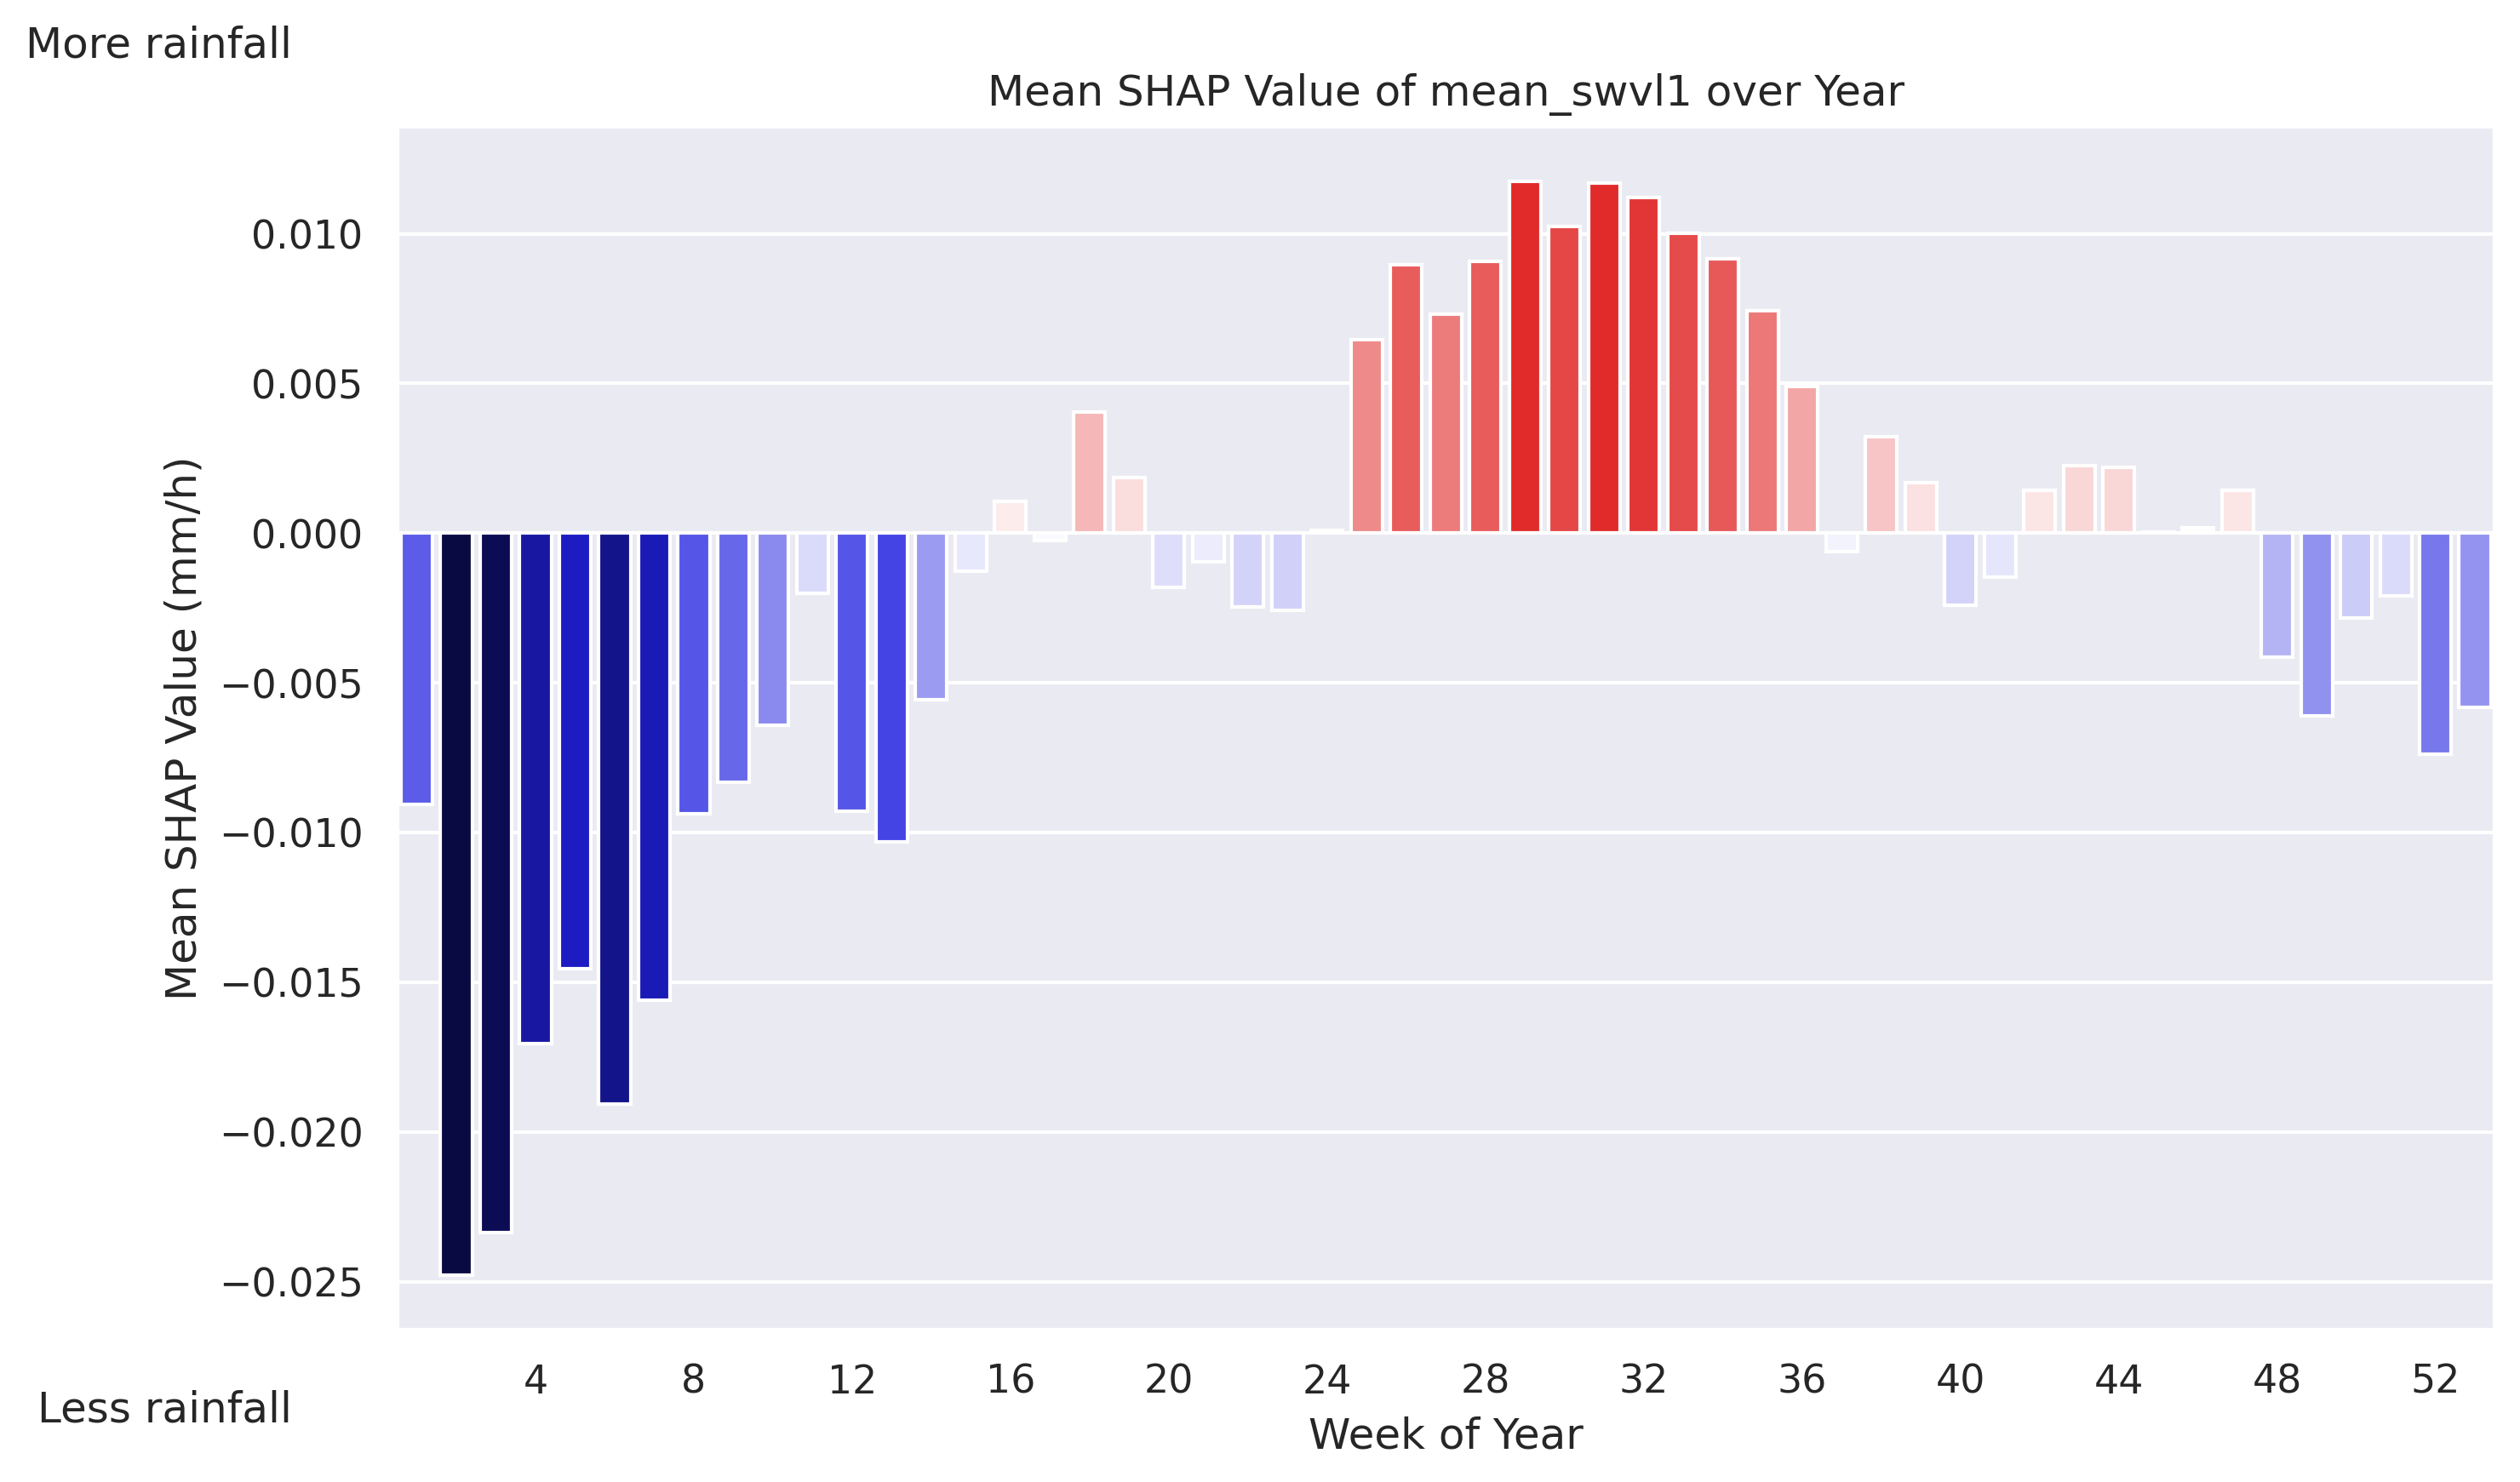 More rainfall
Mean SHAP Value of mean_swvl1 over Year
Mean SHAP Value (mm/h)
0.010
0.005
0.000
−0.005
−0.010
−0.015
−0.020
−0.025
4 8 12 16 20 24 28 32 36 40 44 48 52
Less rainfall
Week of Year